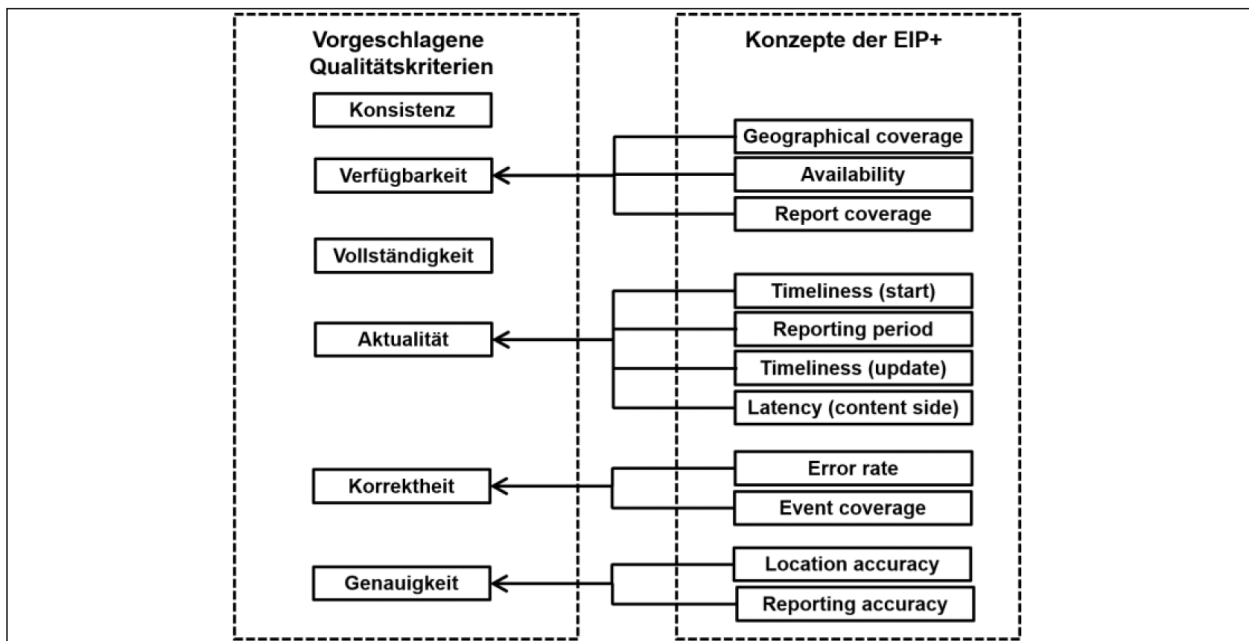 Vorgeschlagene
Qualitätskriterien
Konsistenz
Verfügbarkeit
Vollständigkeit
Aktualität
Korrektheit
Genauigkeit
Konzepte der EIP+
Geographical coverage
Availability
Report coverage
Timeliness (start)
Reporting period
Timeliness (update)
Latency (content side)
Error rate
Event coverage
Location accuracy
Reporting accuracy